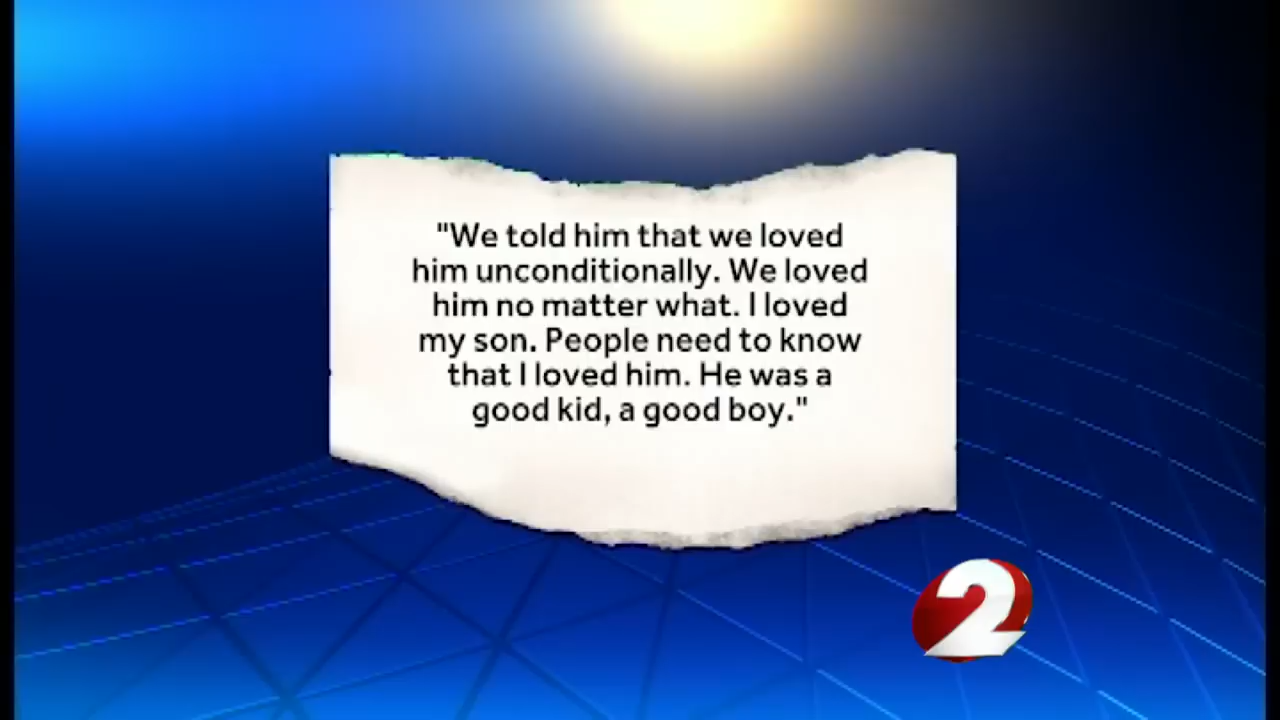 "We told him that we loved
him unconditionally. We loved
him no matter what. I loved
my son. People need to know
that I loved him. He was a
good kid, a good boy."
2